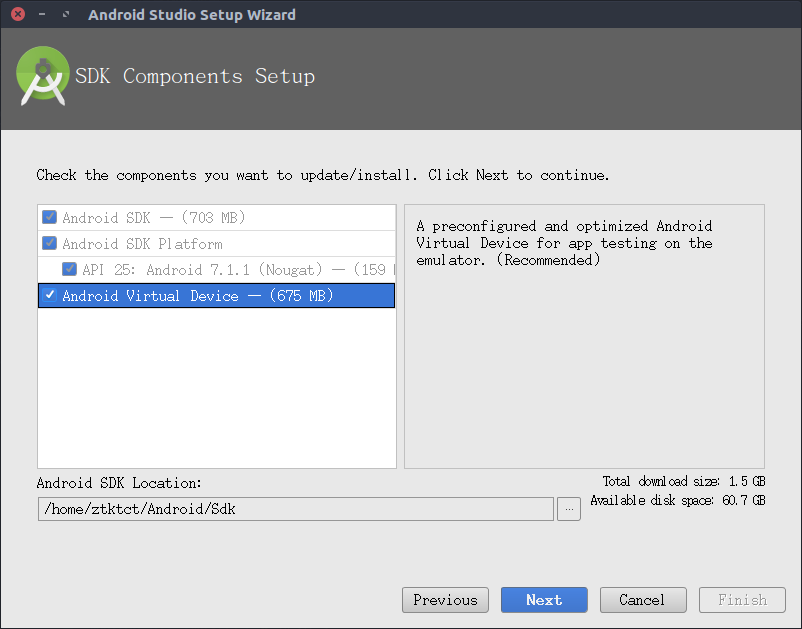 Android Studio Setup Wizard
SDK Components Setup
Check the components you want to update/install. Click Next to continue.
Android SDK — (703 MB)
Android SDK Platform
API 25: Android 7.1.1 (Nougat) — (159
Android Virtual Device — (675 MB)
A preconfigured and optimized Android
Virtual Device for app testing on the
emulator. (Recommended)
Android SDK Location:
/home/ztktct/Android/Sdk
...
Total download size: 1.5 GB
Available disk space: 60.7 GB
Previous
Next
Cancel
Finish